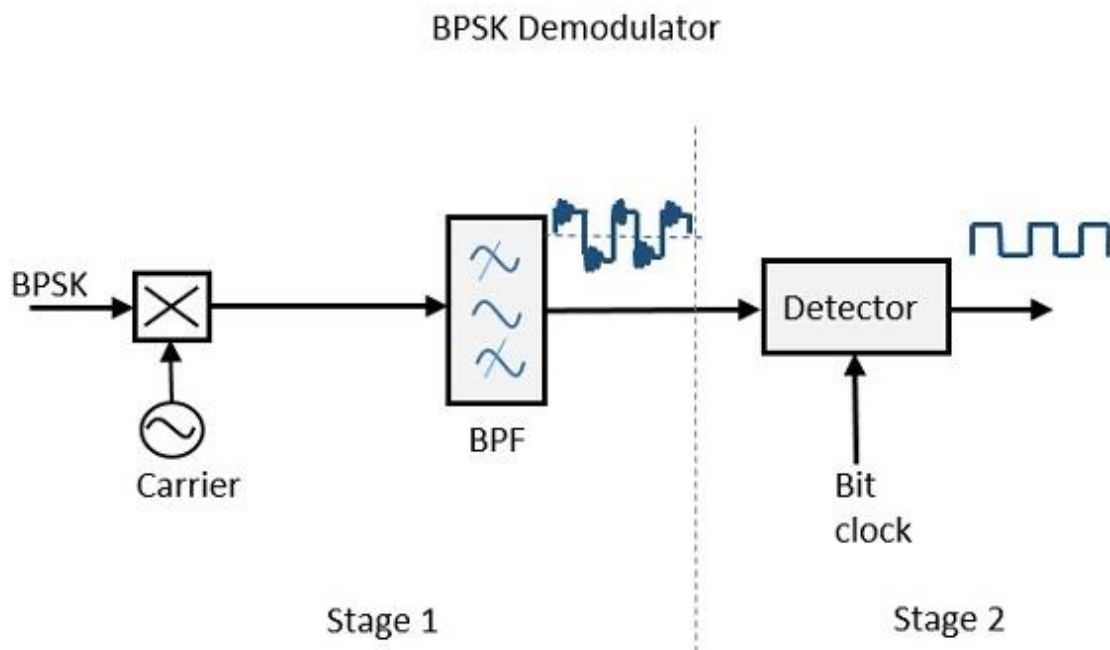 BPSK Demodulator
BPSK
Detector
BPF
Carrier
Bit
clock
Stage 1
Stage 2